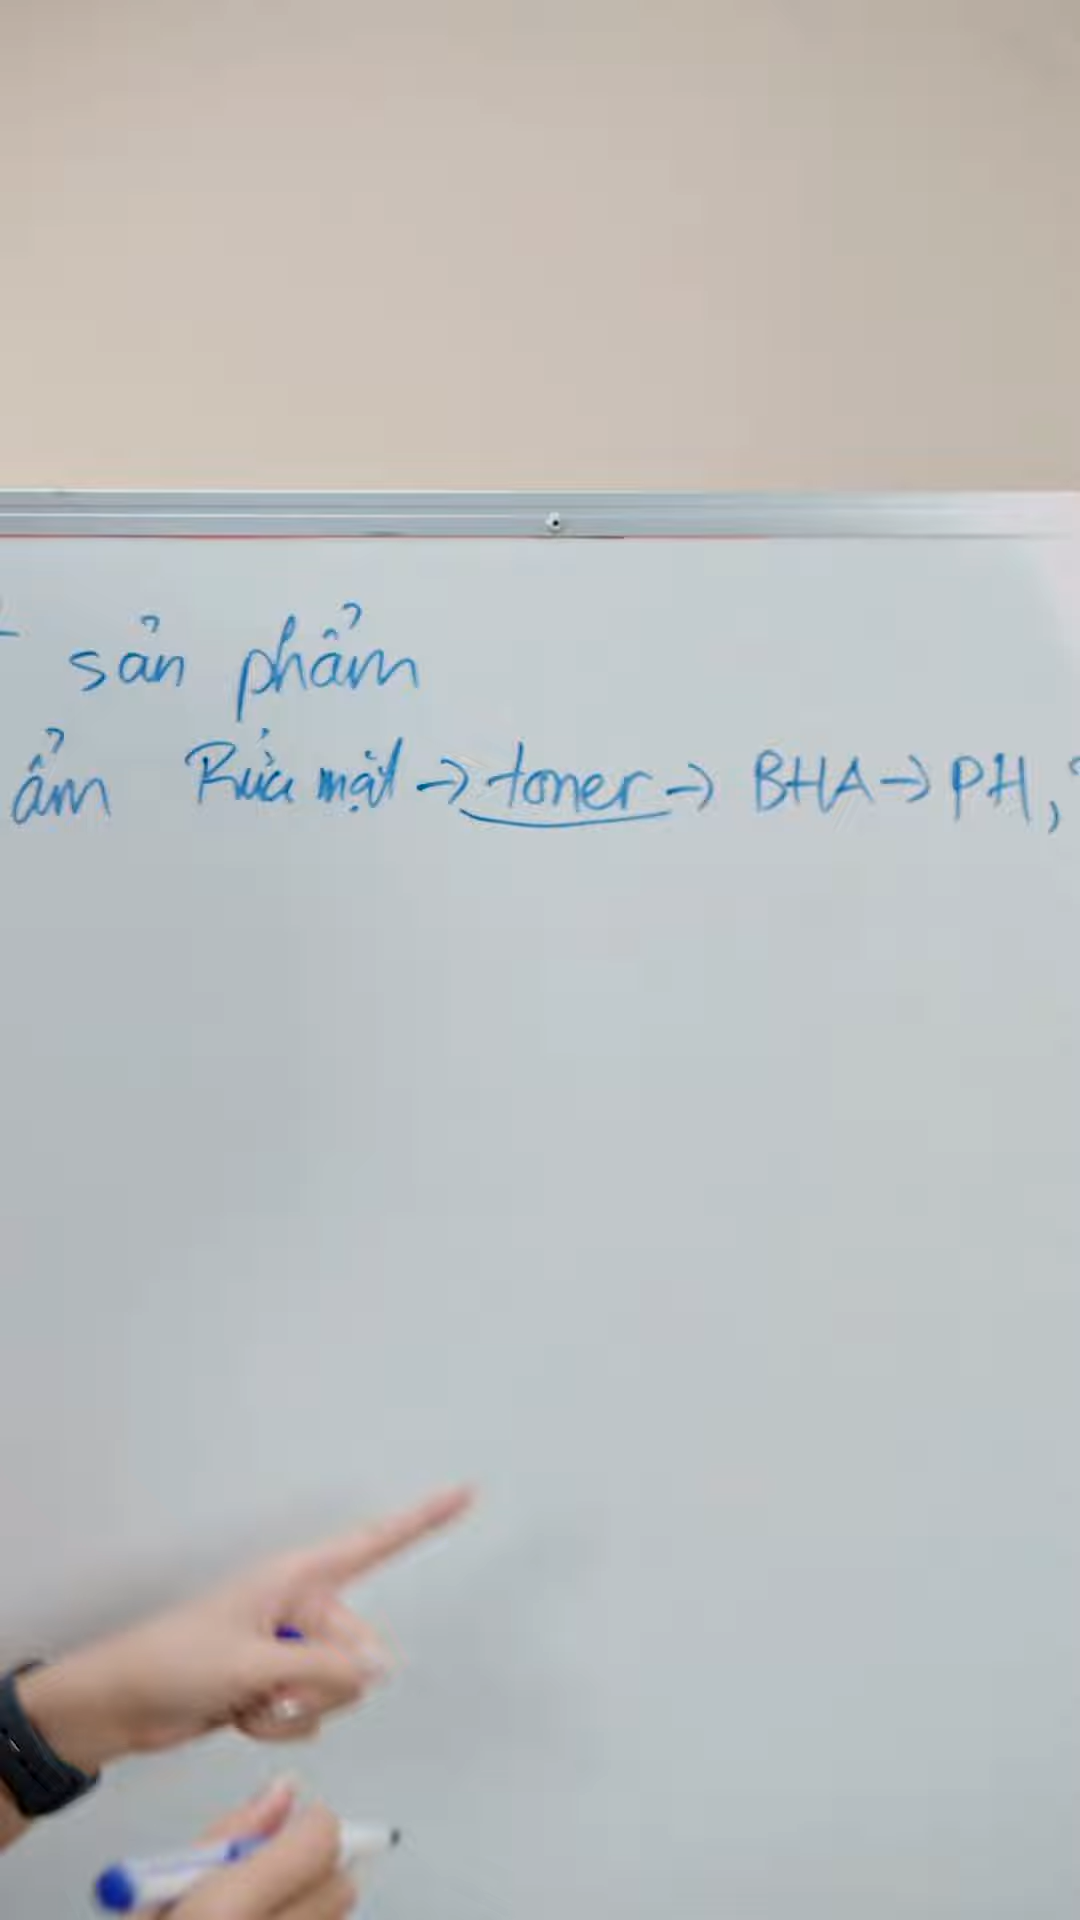 sản phẩm
ẩm Rửa mặt → toner → BHA → PH,